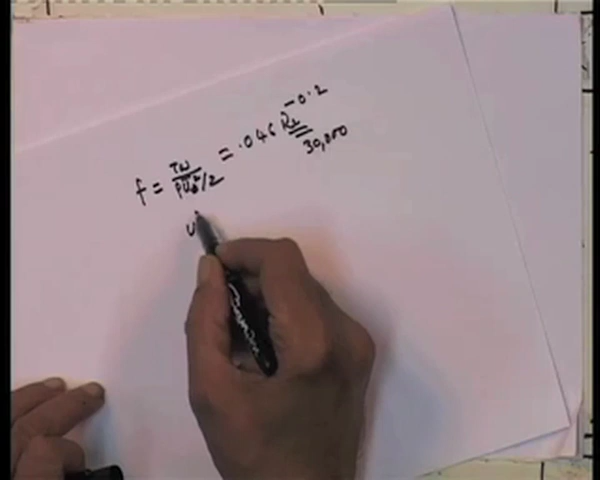 f = τw / ρU²/2 = .046 Re^-0.2
30,000
u